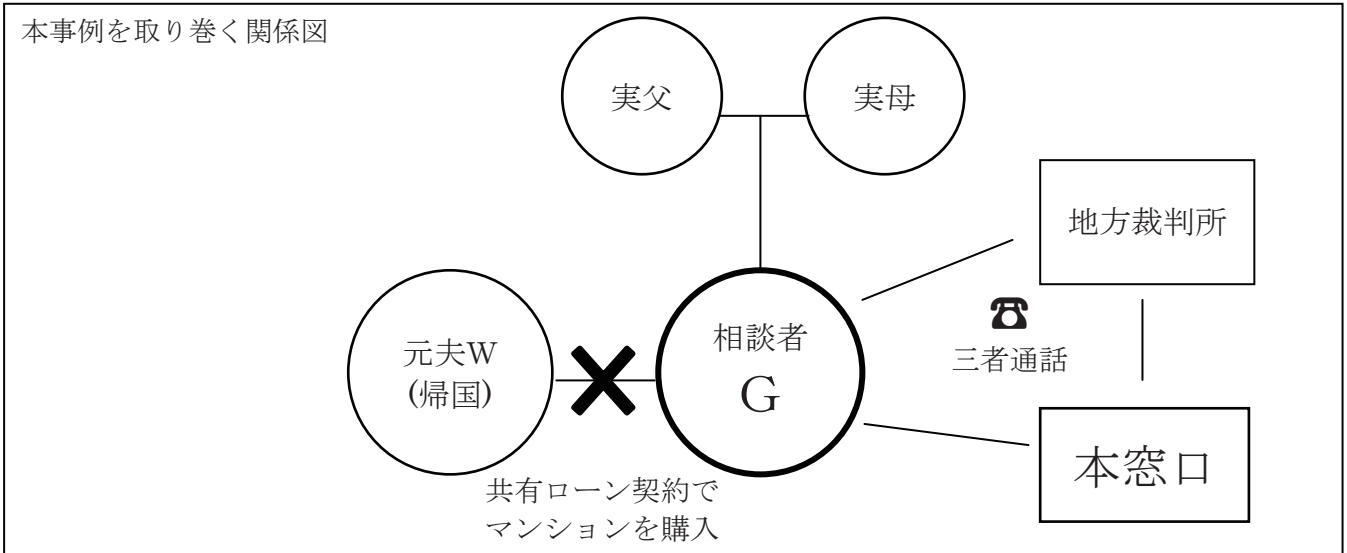 本事例を取り巻く関係図
実父
実母
地方裁判所
三者通話
元夫W
(帰国)
相談者
G
本窓口
共有ローン契約で
マンションを購入